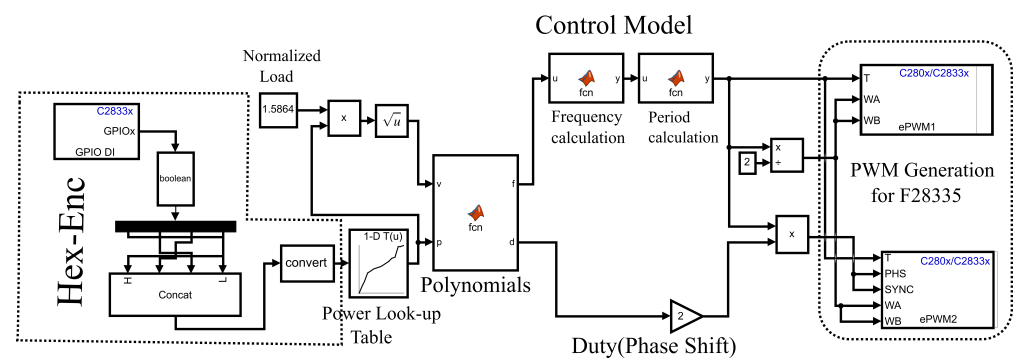 Control Model
Normalized
Load
1.5864
x
√u
C2833x
GPIOx
GPIO DI
boolean
Hex-Enc
H
L
Concat
convert
1-D T(u)
Power Look-up
Table
v
p
f
d
fcn
Polynomials
u
y
fcn
Frequency
calculation
u
y
fcn
Period
calculation
2
x
÷
x
2
Duty(Phase Shift)
C280x/C2833x
T
WA
WB
ePWM1
PWM Generation
for F28335
C280x/C2833x
T
PHS
SYNC
WA
WB
ePWM2